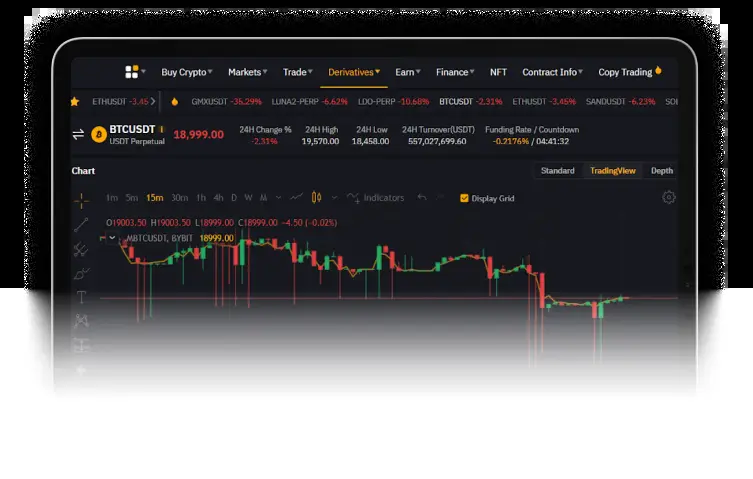 Buy Crypto Markets Trade Derivatives Earn Finance NFT Contract Info Copy Trading
ETHUSDT -3.45 GMXUSDT -35.29% LUNA2-PERP -6.62% LDO-PERP -10.68% BTCUSDT -2.31% ETHUSDT -3.45% SANDUSDT -6.23% SOL
BTCUSDT
USDT Perpetual
18,999.00
24H Change % 24H High 24H Low 24H Turnover(USDT) Funding Rate / Countdown
-2.31% 19,570.00 18,458.00 557,027,699.60 -0.2176% / 04:41:32
Chart Standard TradingView Depth
1m 5m 15m 30m 1h 4h D W M Indicators Display Grid
O19003.50 H19003.50 L18999.00 C18999.00 -4.50 (-0.02%)
MBTCUSDT, BYBIT 18999.00